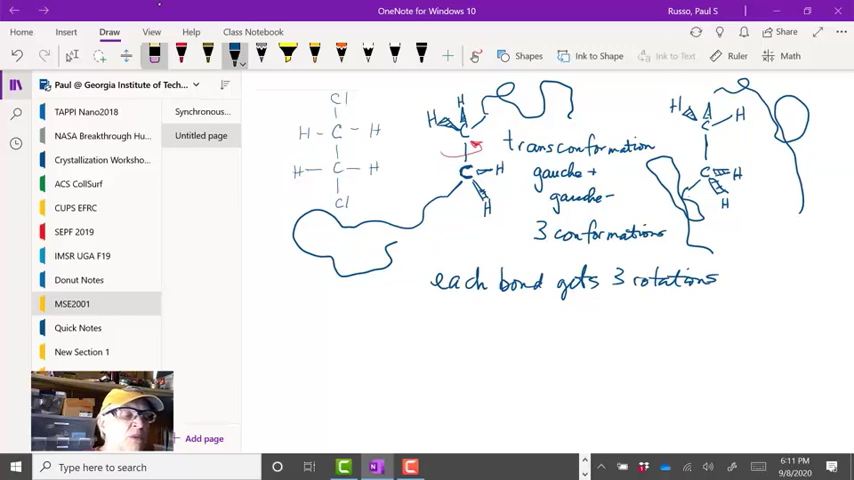 OneNote for Windows 10
Russo, Paul S
Home Insert Draw View Help Class Notebook
Share
Shapes Ink to Shape Ink to Text Ruler Math
Paul @ Georgia Institute of Tech...
TAPPI Nano2018
NASA Breakthrough Hu...
Crystallization Worksho...
ACS CollSurf
CUPS EFRC
SEPF 2019
IMSR UGA F19
Donut Notes
MSE2001
Quick Notes
New Section 1
Synchronous...
Untitled page
Add page
Cl
H - C - H
H - C - H
Cl
H
H
C
C H
H
transconformation
gauche +
gauche -
3 conformations
each bond gets 3 rotations
H
C H
C H
H
Type here to search
6:11 PM
9/8/2020